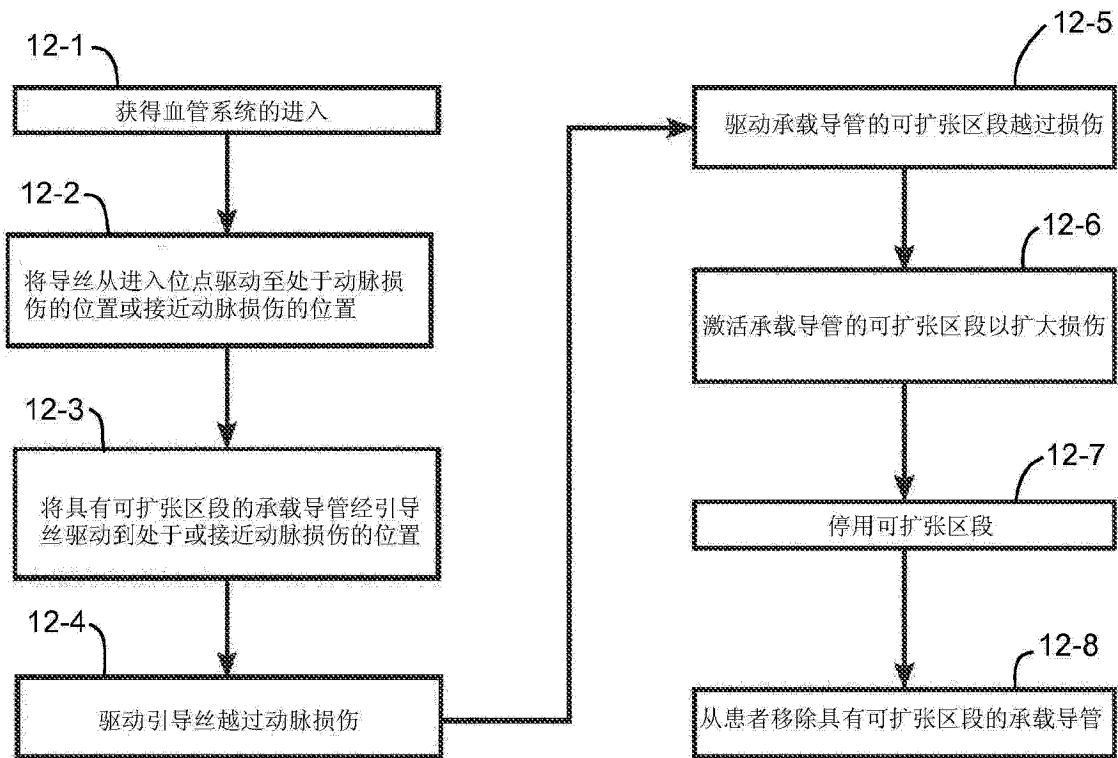 12-1
获得血管系统的进入
12-2
将导丝从进入位点驱动至处于动脉损
伤的位置或接近动脉损伤的位置
12-3
将具有可扩张区段的承载导管经引导
丝驱动到处于或接近动脉损伤的位置
12-4
驱动引导丝越过动脉损伤
12-5
驱动承载导管的可扩张区段越过损伤
12-6
激活承载导管的可扩张区段以扩大损伤
12-7
停用可扩张区段
12-8
从患者移除具有可扩张区段的承载导管